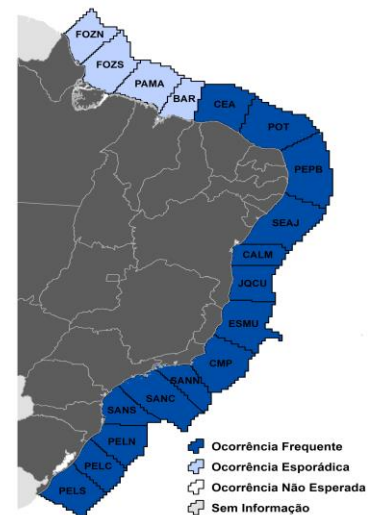 FOZN
FOZS
PAMA
BAR
CEA
POT
PEPB
SEAJ
CALM
JQCU
ESMU
CMP
SANN
SANC
SANS
PELN
PELC
PELS
Ocorrência Frequente
Ocorrência Esporádica
Ocorrência Não Esperada
Sem Informação